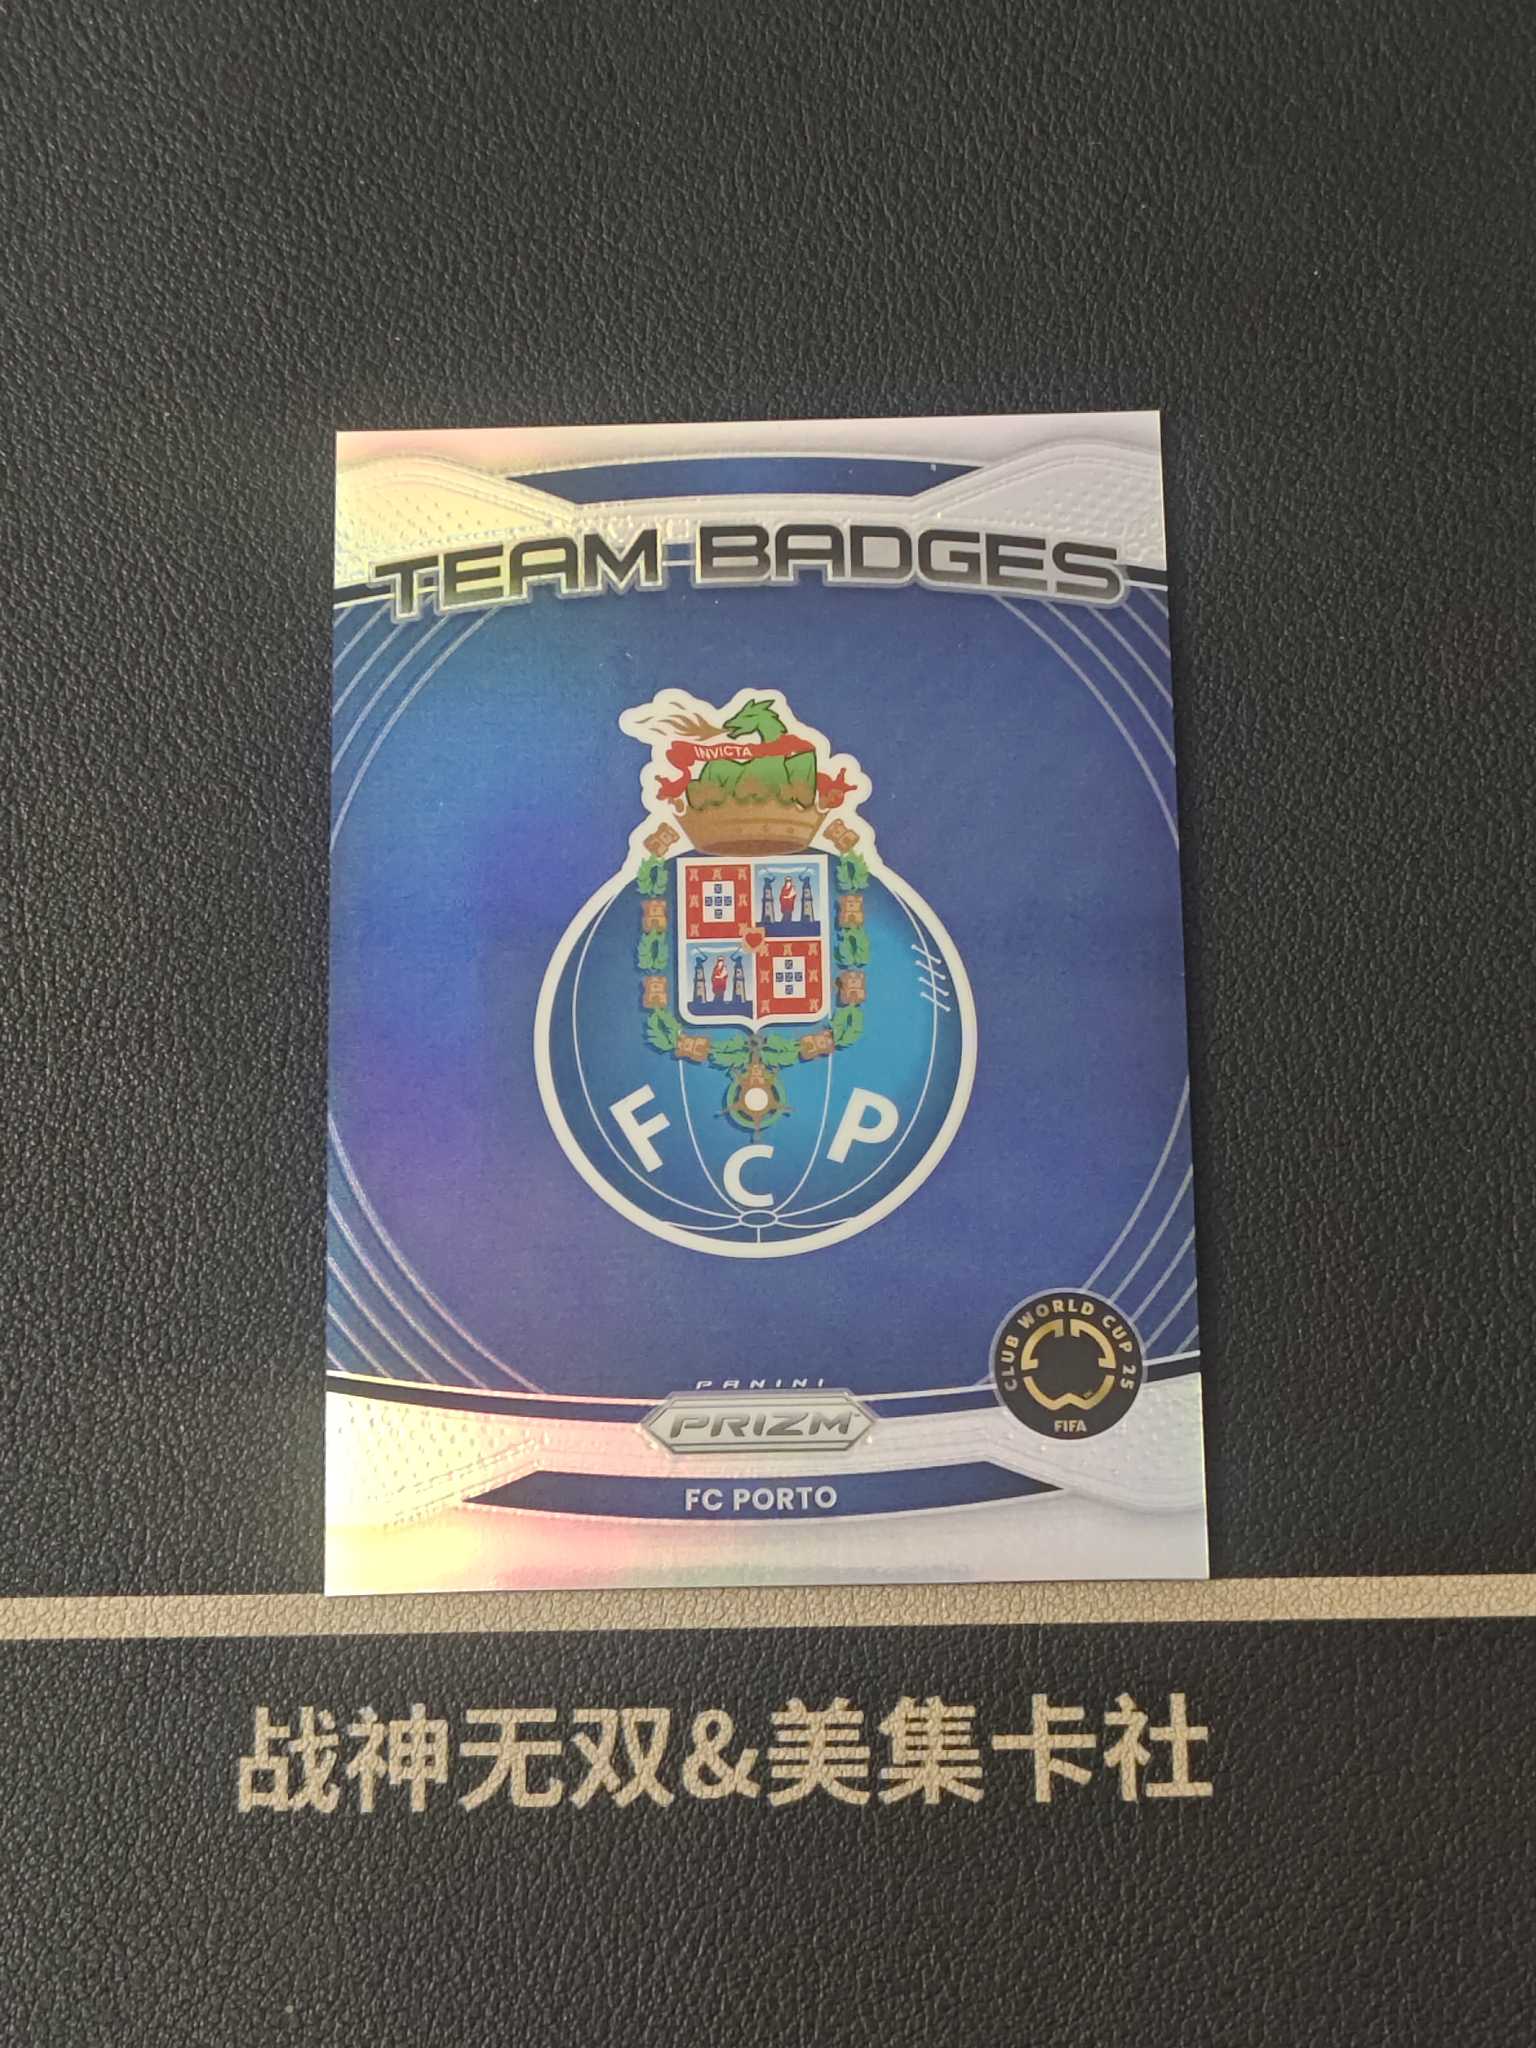 TEAM BADGES
INVICTA
F C P
CLUB WORLD CUP 25
FIFA
PANINI
PRIZM
FC PORTO
战神无双&美集卡社